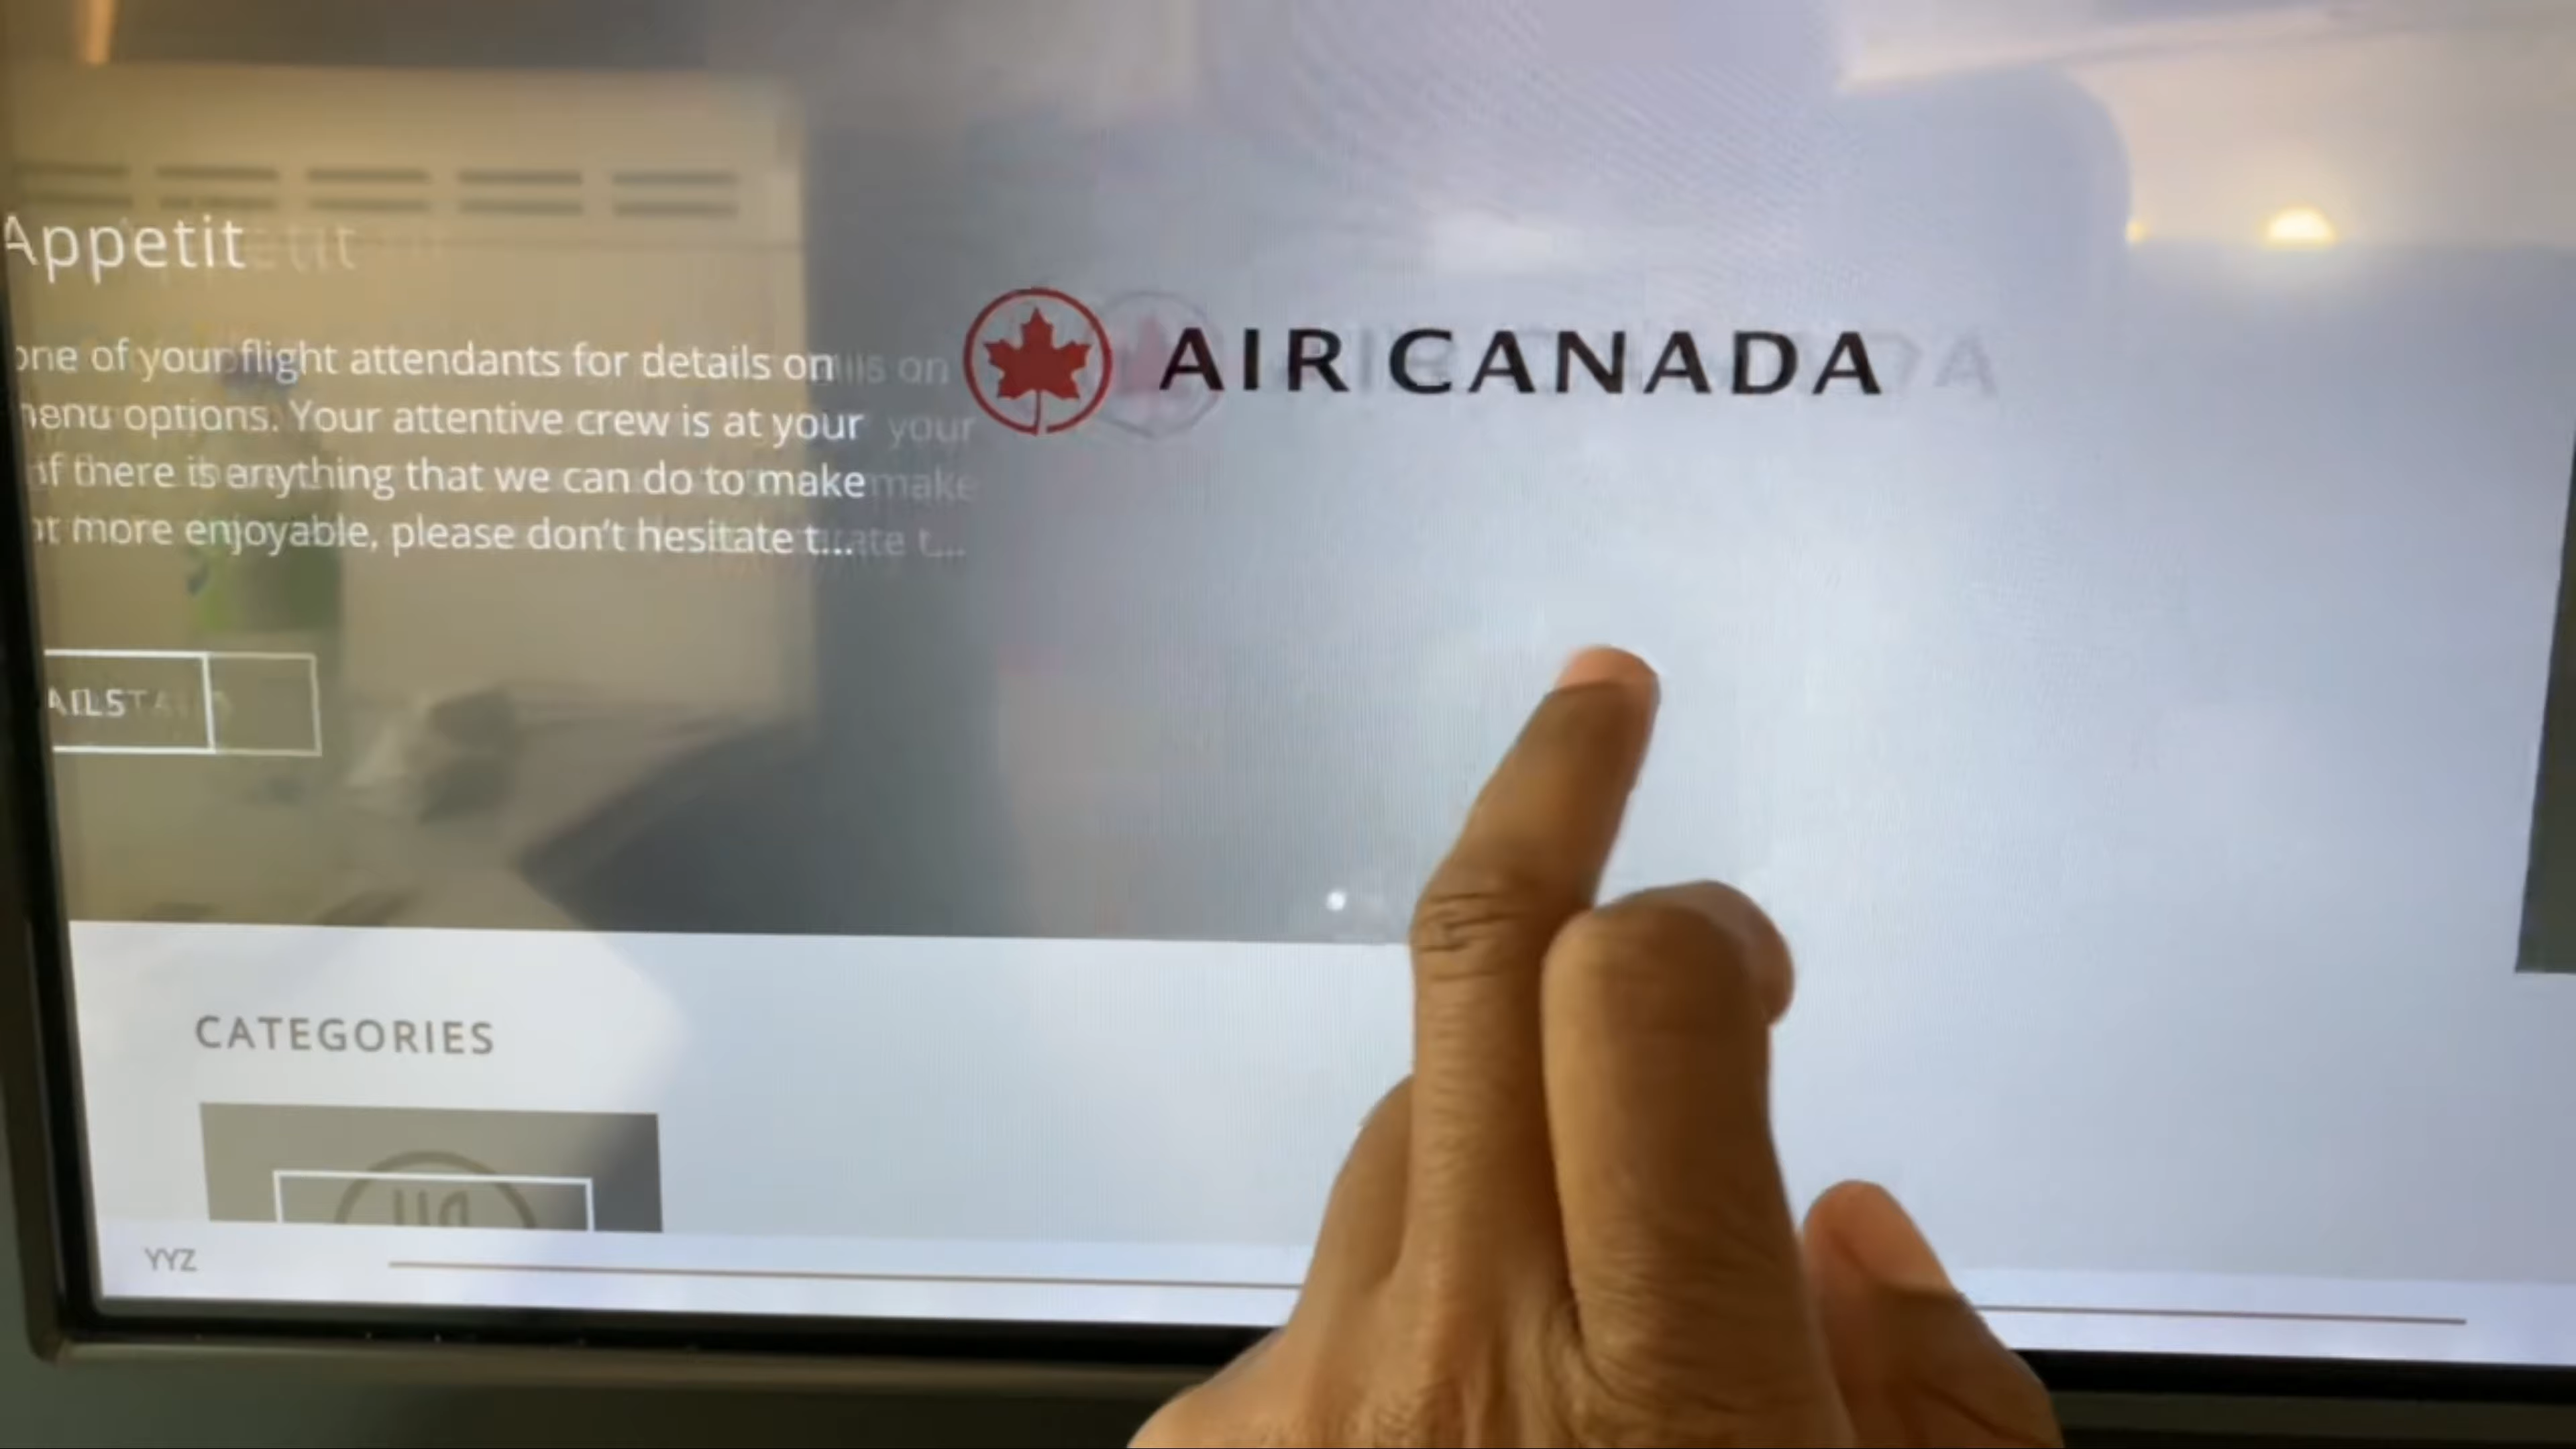 Appetit
one of your flight attendants for details on
menu options. Your attentive crew is at your
if there is anything that we can do to make
more enjoyable, please don't hesitate t...
AILS
AIR CANADA
CATEGORIES
YYZ